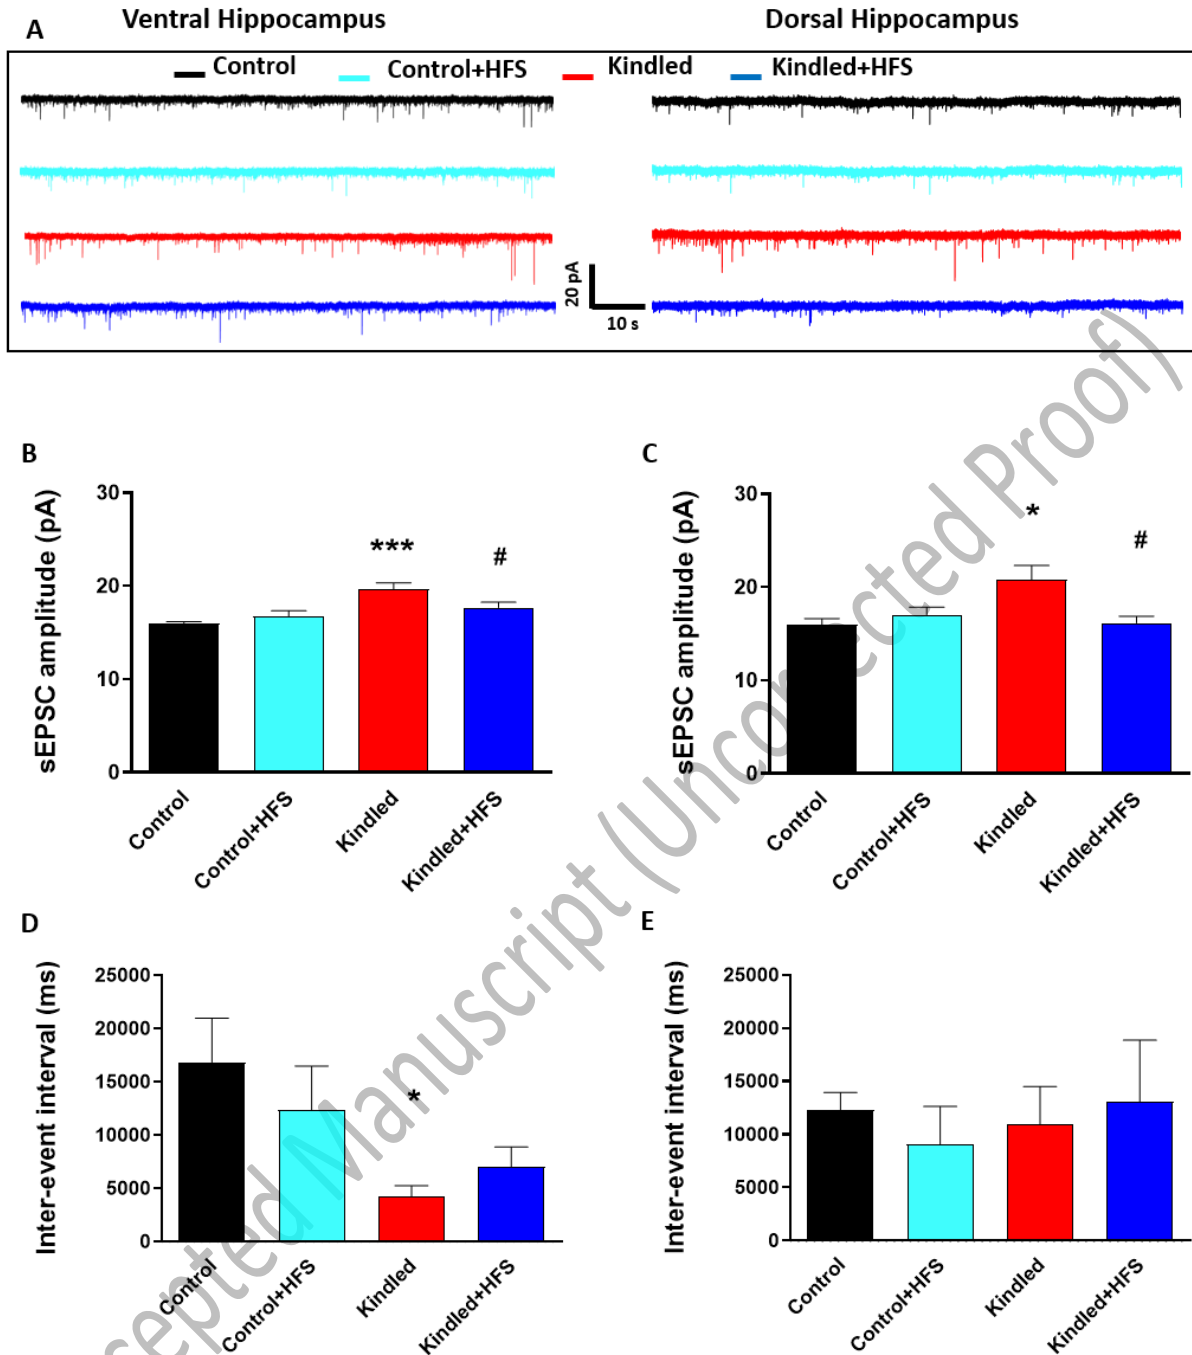 Ventral Hippocampus
Dorsal Hippocampus
A
Control
Control+HFS
Kindled
Kindled+HFS
20 pA
10 s
B
sEPSC amplitude (pA)
30
20
10
0
***
#
Control
Control+HFS
Kindled
Kindled+HFS
C
sEPSC amplitude (pA)
30
20
10
0
*
#
Control
Control+HFS
Kindled
Kindled+HFS
D
Inter-event interval (ms)
25000
20000
15000
10000
5000
0
*
Control
Control+HFS
Kindled
Kindled+HFS
E
Inter-event interval (ms)
25000
20000
15000
10000
5000
0
Control
Control+HFS
Kindled
Kindled+HFS
Manuscript (Uncorrected Proof)